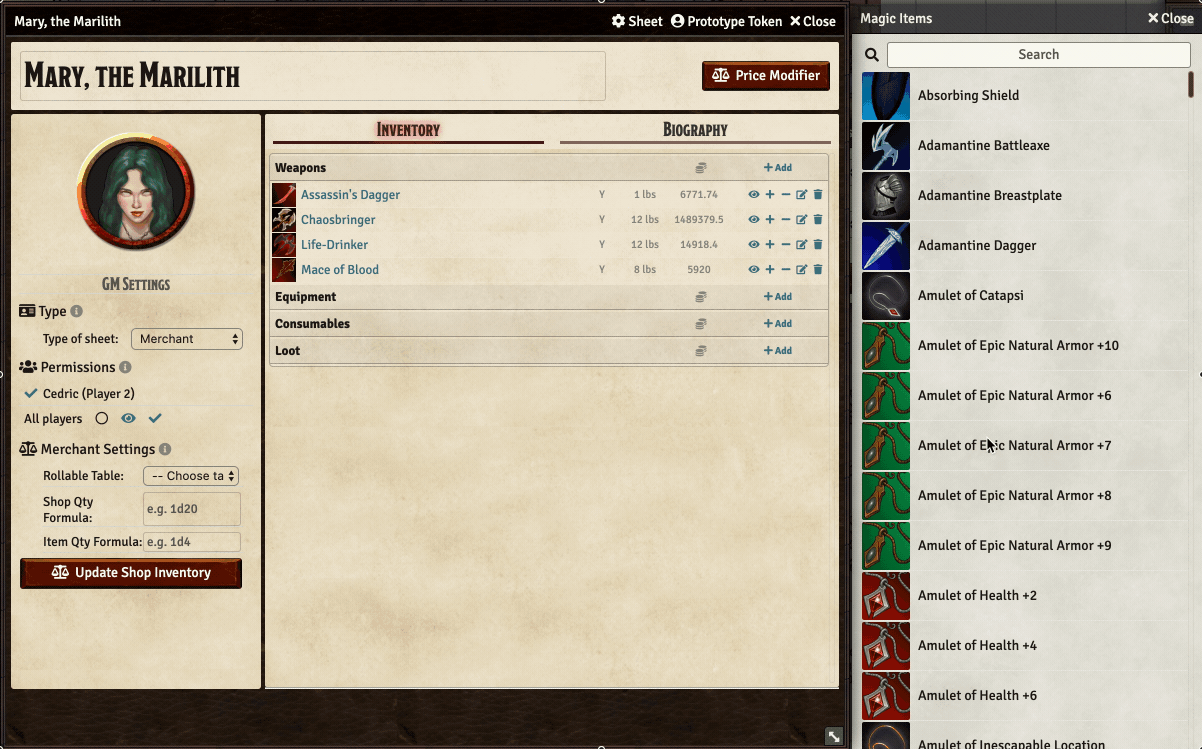 Mary, the Marilith
Sheet Prototype Token Close
Mary, the Marilith
Price Modifier
GM Settings
Type
Type of sheet: Merchant
Permissions
Cedric (Player 2)
All players
Merchant Settings
Rollable Table: -- Choose ta
Shop Qty
Formula: e.g. 1d20
Item Qty Formula: e.g. 1d4
Update Shop Inventory
Inventory Biography
Weapons + Add
Assassin's Dagger Y 1 lbs 6771.74
Chaosbringer Y 12 lbs 1489379.5
Life-Drinker Y 12 lbs 14918.4
Mace of Blood Y 8 lbs 5920
Equipment + Add
Consumables + Add
Loot + Add
Magic Items Close
Search
Absorbing Shield
Adamantine Battleaxe
Adamantine Breastplate
Adamantine Dagger
Amulet of Catapsi
Amulet of Epic Natural Armor +10
Amulet of Epic Natural Armor +6
Amulet of Epic Natural Armor +7
Amulet of Epic Natural Armor +8
Amulet of Epic Natural Armor +9
Amulet of Health +2
Amulet of Health +4
Amulet of Health +6
Amulet of Inescapable Location